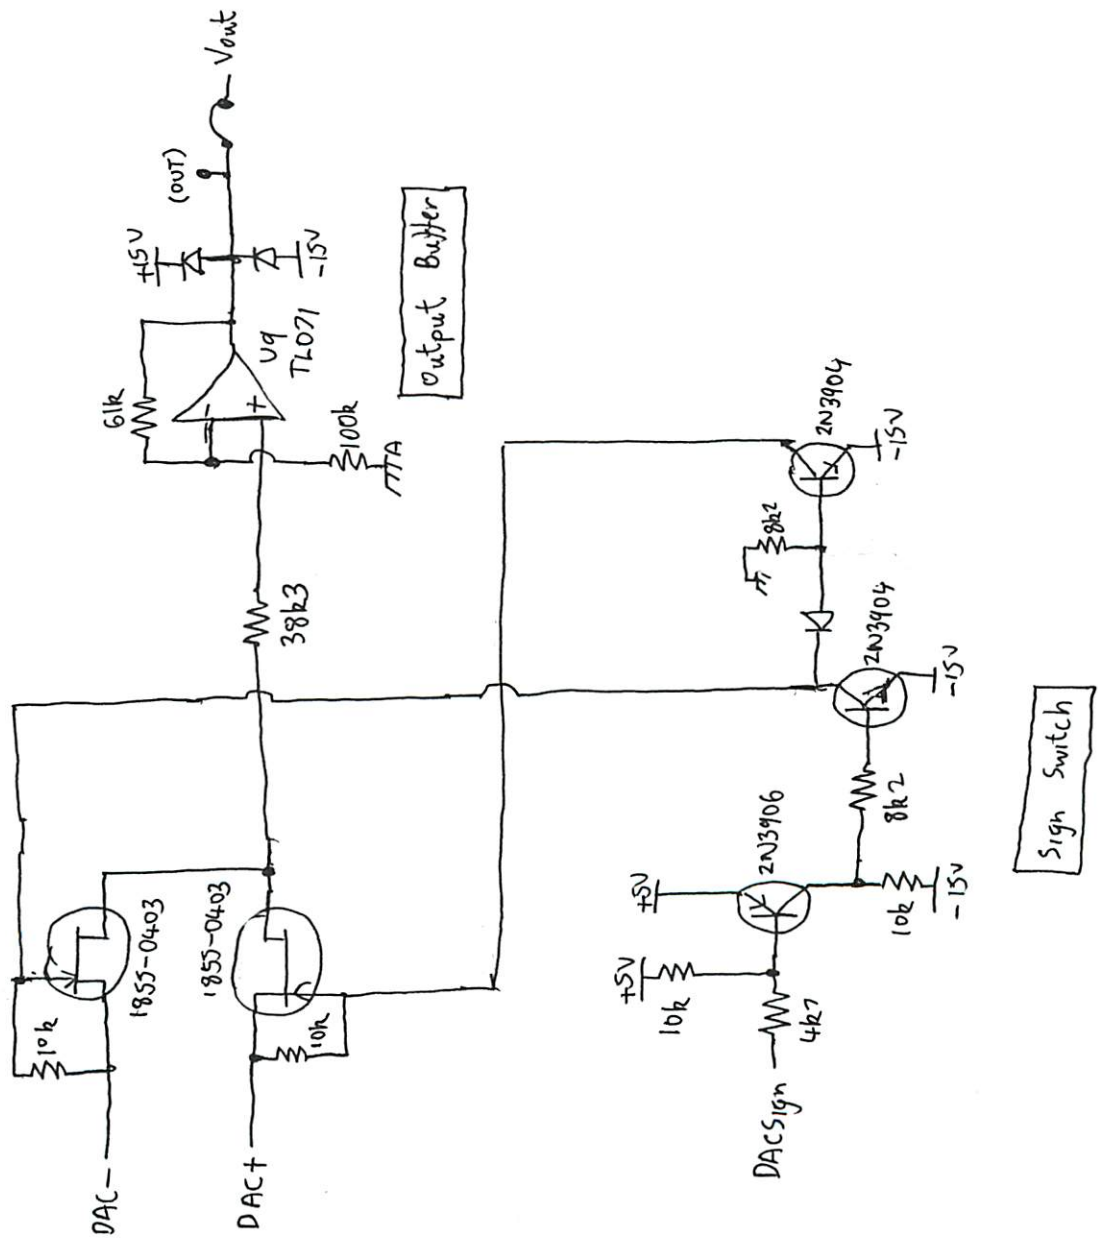 Vout
(OUT)
+15V
-15V
U9
TL071
61k
100k
A
Output Buffer
38k3
2N3904
-15V
8k2
2N3904
-15V
8k2
Sign Switch
2N3906
+5V
+5V
10k
10k
-15V
4k7
DACSign
1855-0403
1855-0403
10k
10k
DAC-
DAC+
-
+